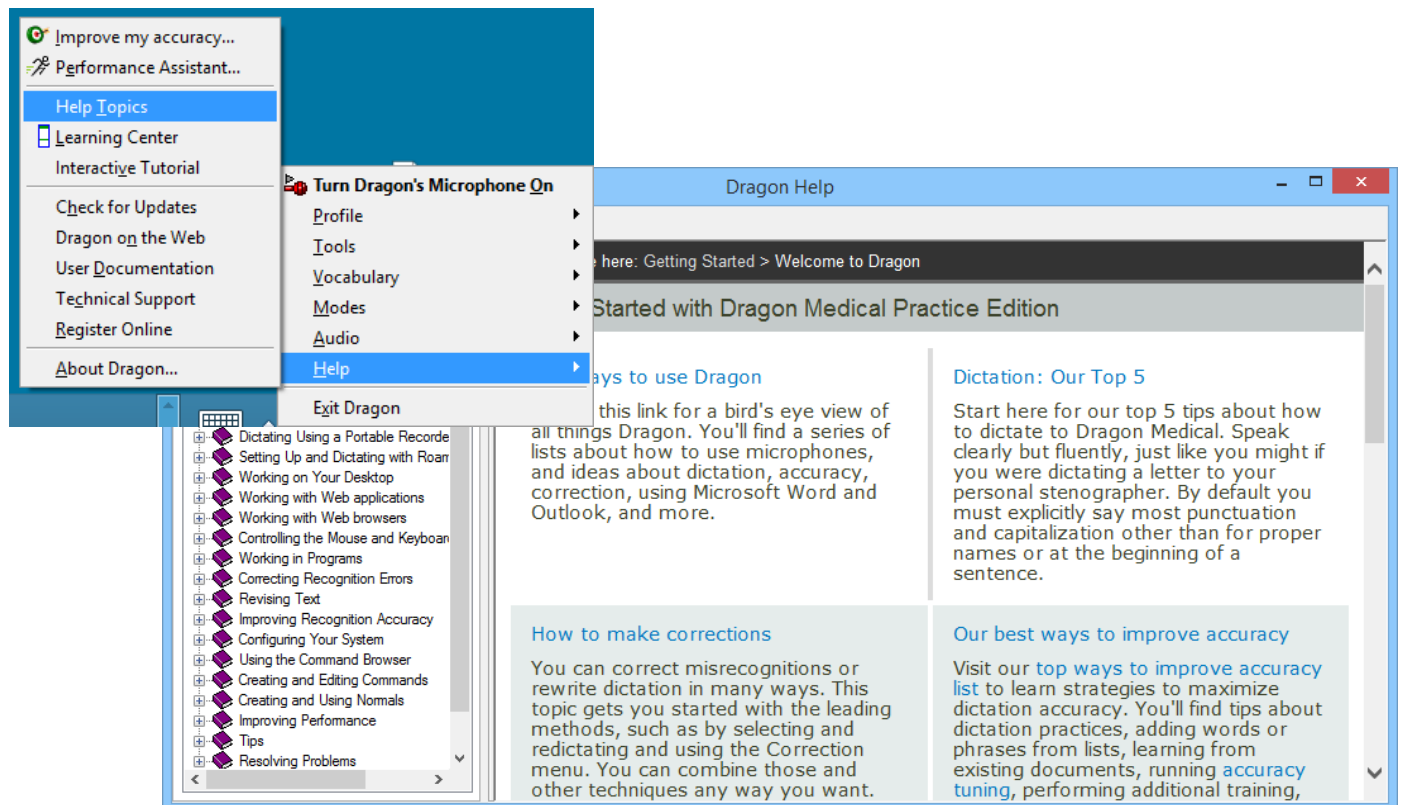 Improve my accuracy...
Performance Assistant...
Help Topics
Learning Center
Interactive Tutorial
Check for Updates
Dragon on the Web
User Documentation
Technical Support
Register Online
About Dragon...
Turn Dragon's Microphone On
Profile
Tools
Vocabulary
Modes
Audio
Help
Exit Dragon
Dragon Help
here: Getting Started > Welcome to Dragon
Started with Dragon Medical Practice Edition
Dictating Using a Portable Recorde
Setting Up and Dictating with Roam
Working on Your Desktop
Working with Web applications
Working with Web browsers
Controlling the Mouse and Keyboar
Working in Programs
Correcting Recognition Errors
Revising Text
Improving Recognition Accuracy
Configuring Your System
Using the Command Browser
Creating and Editing Commands
Creating and Using Normals
Improving Performance
Tips
Resolving Problems
ays to use Dragon
this link for a bird's eye view of
all things Dragon. You'll find a series of
lists about how to use microphones,
and ideas about dictation, accuracy,
correction, using Microsoft Word and
Outlook, and more.
Dictation: Our Top 5
Start here for our top 5 tips about how
to dictate to Dragon Medical. Speak
clearly but fluently, just like you might if
you were dictating a letter to your
personal stenographer. By default you
must explicitly say most punctuation
and capitalization other than for proper
names or at the beginning of a
sentence.
How to make corrections
You can correct misrecognitions or
rewrite dictation in many ways. This
topic gets you started with the leading
methods, such as by selecting and
redictating and using the Correction
menu. You can combine those and
other techniques any way you want.
Our best ways to improve accuracy
Visit our top ways to improve accuracy
list to learn strategies to maximize
dictation accuracy. You'll find tips about
dictation practices, adding words or
phrases from lists, learning from
existing documents, running accuracy
tuning, performing additional training,